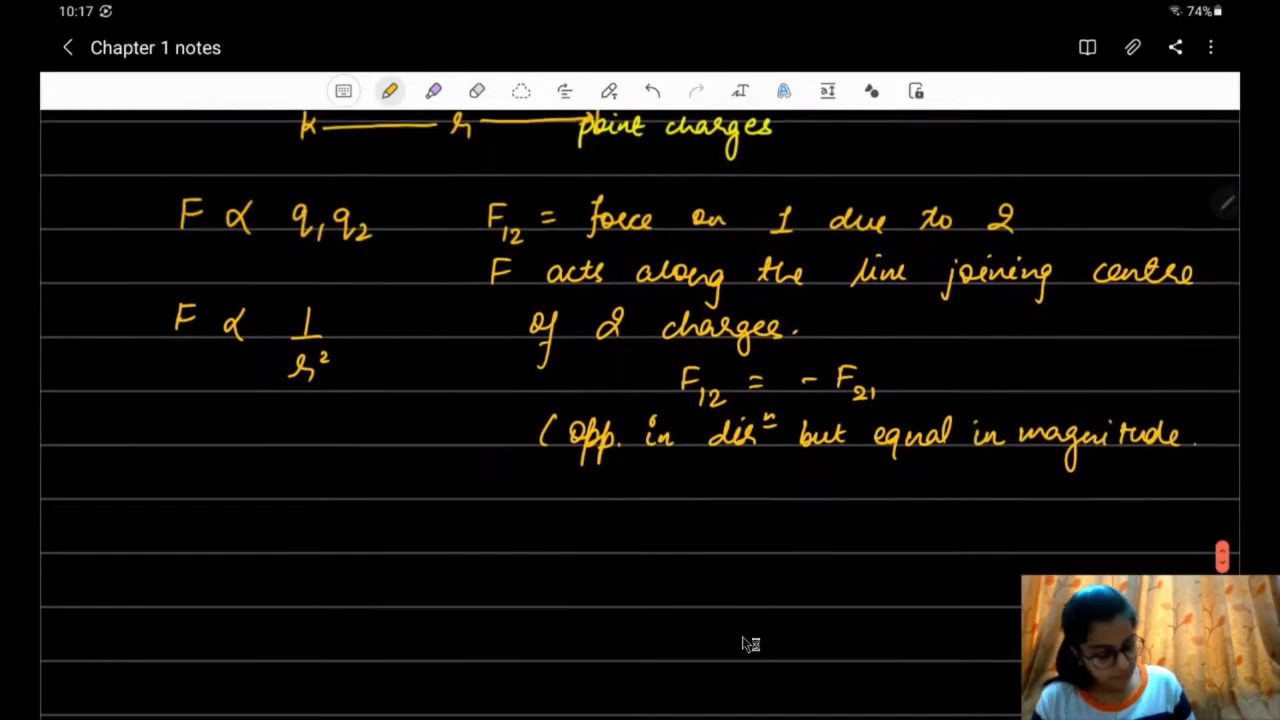 10:17
74%
Chapter 1 notes
k r point charges
F ∝ q₁q₂
F₁₂ = force on 1 due to 2
F acts along the line joining centre
F ∝ 1/r²
of 2 charges.
F₁₂ = - F₂₁
( opp. in dirⁿ but equal in magnitude.